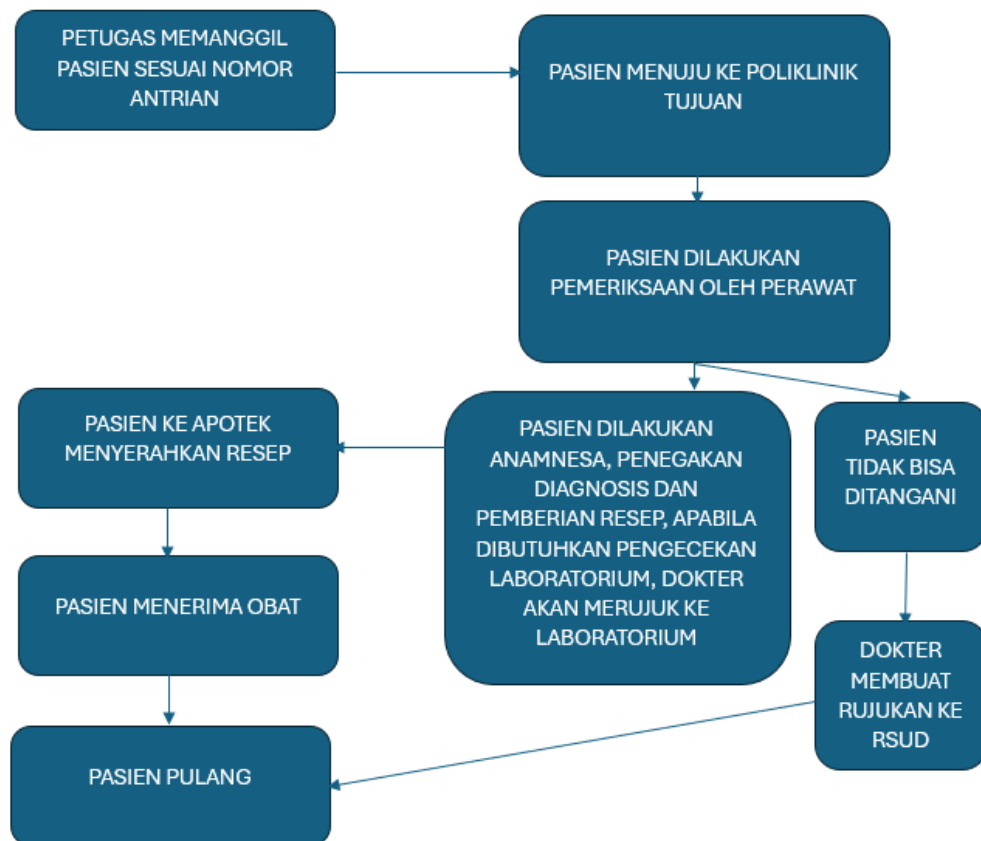 PETUGAS MEMANGGIL
PASIEN SESUAI NOMOR
ANTRIAN
PASIEN MENUJU KE POLIKLINIK
TUJUAN
PASIEN DILAKUKAN
PEMERIKSAAN OLEH PERAWAT
PASIEN KE APOTEK
MENYERAHKAN RESEP
PASIEN DILAKUKAN
ANAMNESA, PENEGAKAN
DIAGNOSIS DAN
PEMBERIAN RESEP, APABILA
DIBUTUHKAN PENGECEKAN
LABORATORIUM, DOKTER
AKAN MERUJUK KE
LABORATORIUM
PASIEN
TIDAK BISA
DITANGANI
PASIEN MENERIMA OBAT
DOKTER
MEMBUAT
RUJUKAN KE
RSUD
PASIEN PULANG